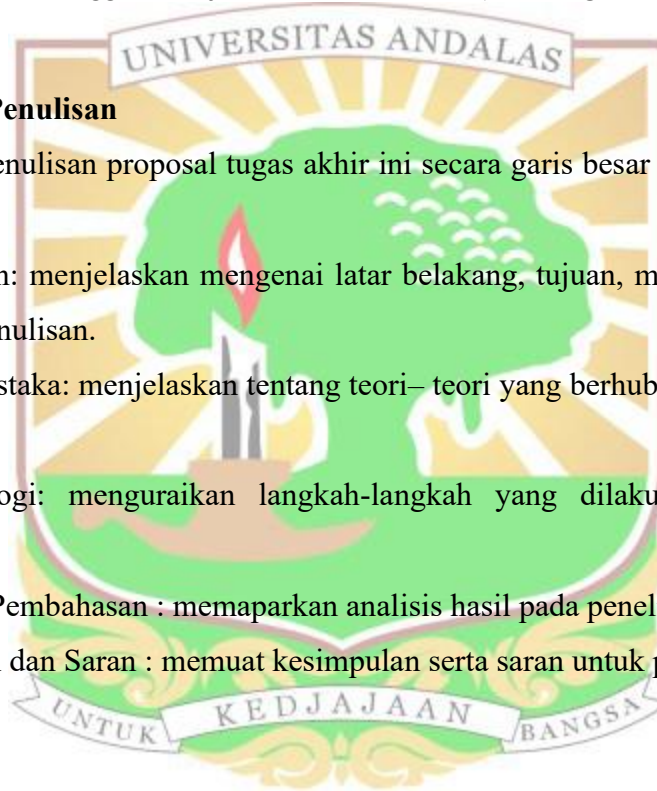 UNIVERSITAS ANDALAS
Penulisan
enulisan proposal tugas akhir ini secara garis besar
n: menjelaskan mengenai latar belakang, tujuan, m
nulisan.
staka: menjelaskan tentang teori– teori yang berhub
ogi: menguraikan langkah-langkah yang dilaku
Pembahasan : memaparkan analisis hasil pada penel
dan Saran : memuat kesimpulan serta saran untuk p
UNTUK KEDJAJAAN BANGSA